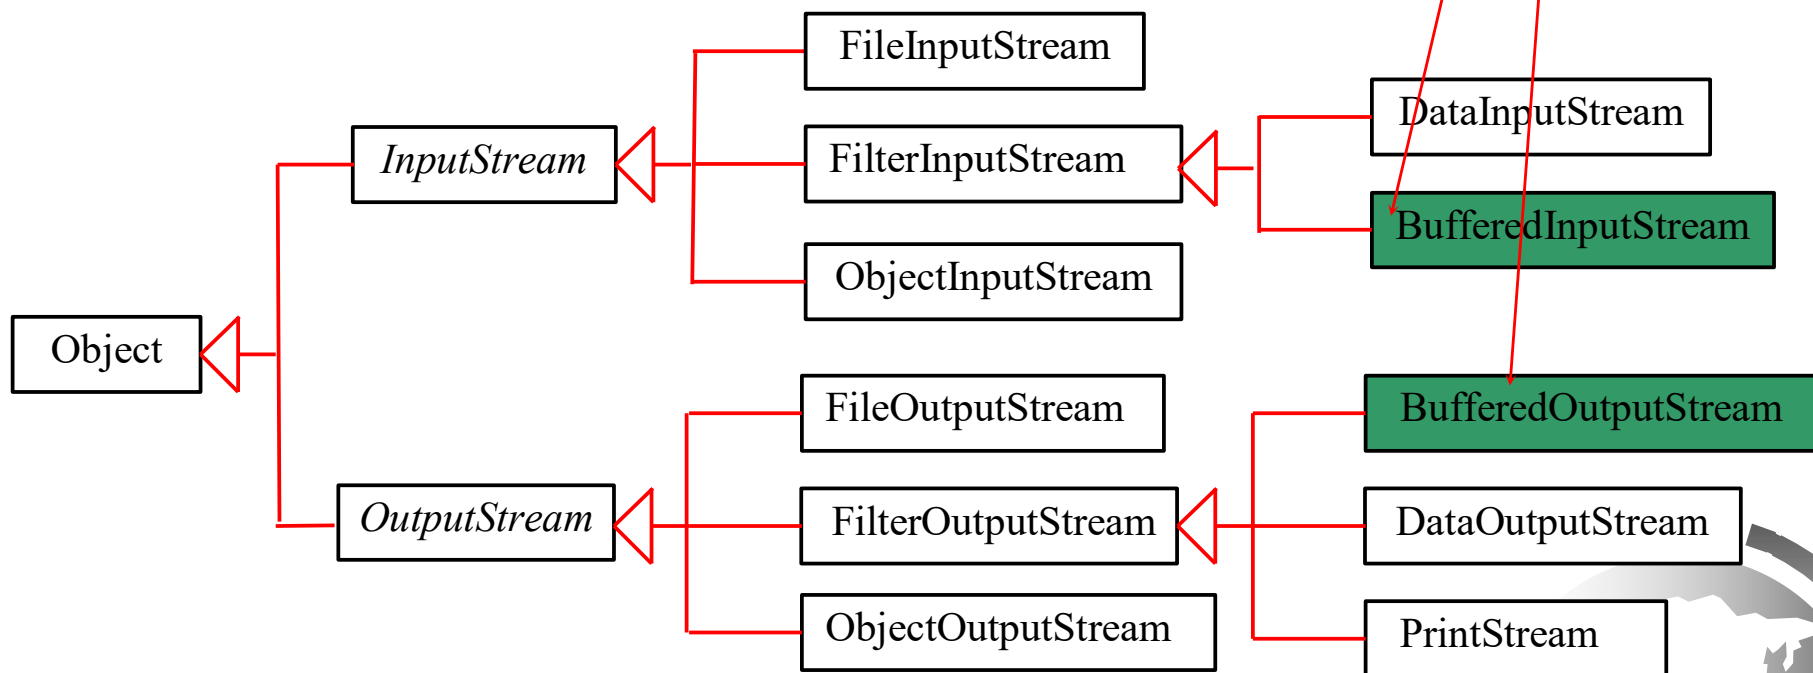 FileInputStream
DataInputStream
InputStream
FilterInputStream
BufferedInputStream
ObjectInputStream
Object
FileOutputStream
BufferedOutputStream
OutputStream
FilterOutputStream
DataOutputStream
ObjectOutputStream
PrintStream